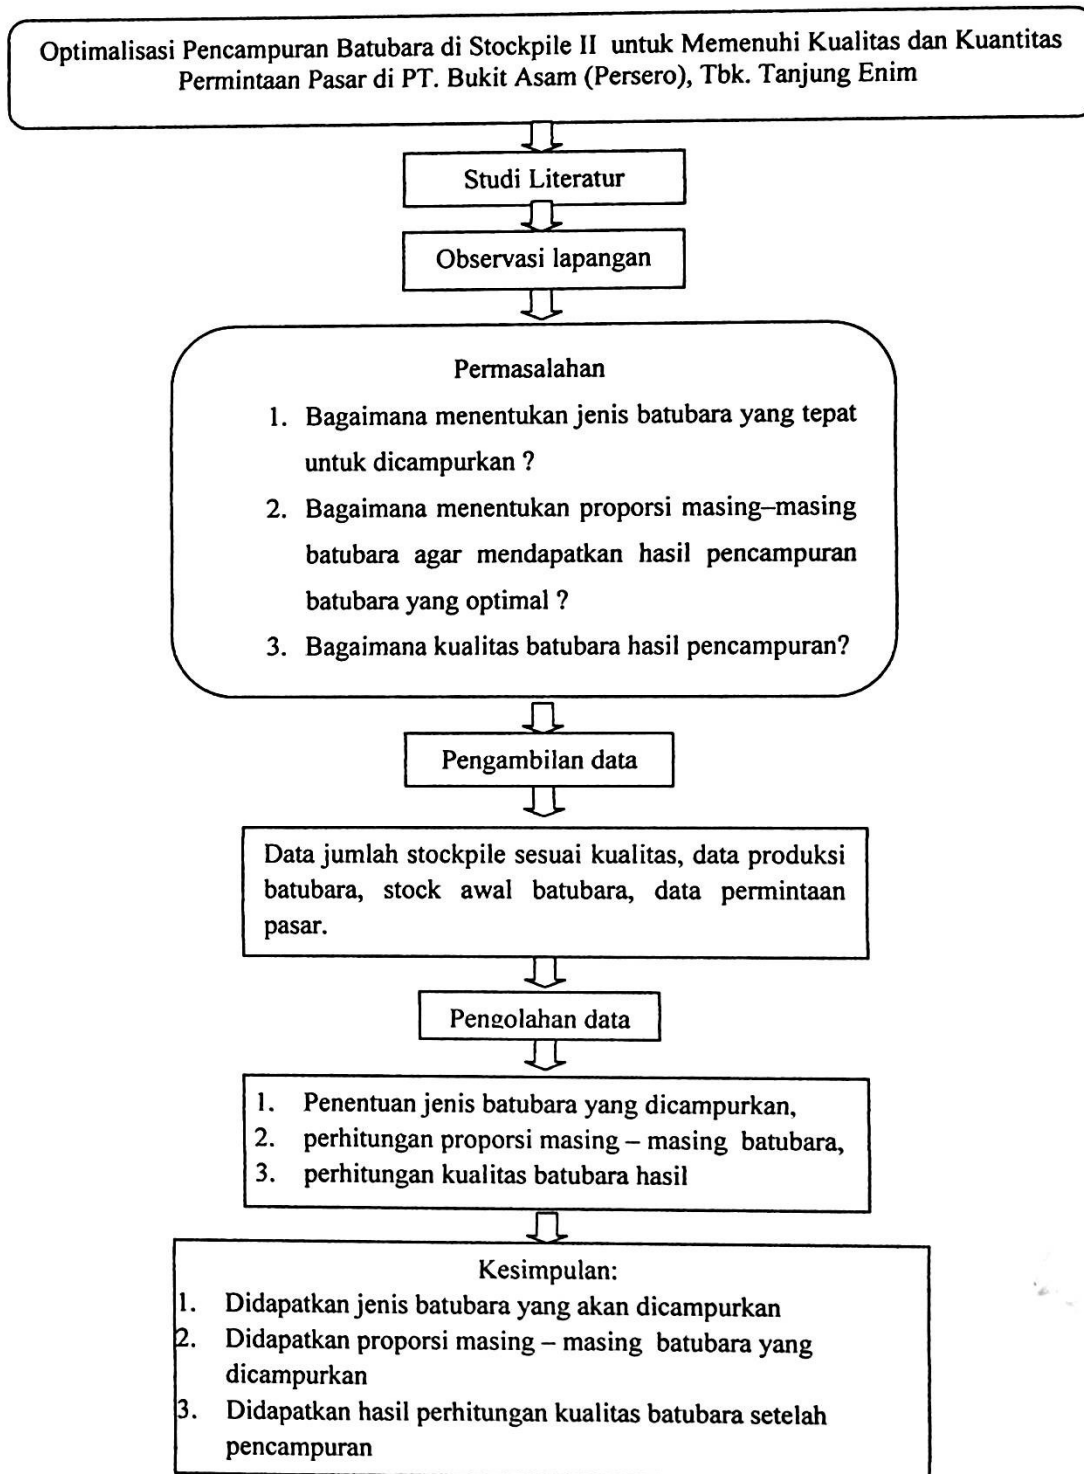 Optimalisasi Pencampuran Batubara di Stockpile II untuk Memenuhi Kualitas dan Kuantitas
Permintaan Pasar di PT. Bukit Asam (Persero), Tbk. Tanjung Enim
Studi Literatur
Observasi lapangan
Permasalahan
1. Bagaimana menentukan jenis batubara yang tepat
untuk dicampurkan ?
2. Bagaimana menentukan proporsi masing–masing
batubara agar mendapatkan hasil pencampuran
batubara yang optimal ?
3. Bagaimana kualitas batubara hasil pencampuran?
Pengambilan data
Data jumlah stockpile sesuai kualitas, data produksi
batubara, stock awal batubara, data permintaan
pasar.
Pengolahan data
1. Penentuan jenis batubara yang dicampurkan,
2. perhitungan proporsi masing – masing batubara,
3. perhitungan kualitas batubara hasil
Kesimpulan:
1. Didapatkan jenis batubara yang akan dicampurkan
2. Didapatkan proporsi masing – masing batubara yang
dicampurkan
3. Didapatkan hasil perhitungan kualitas batubara setelah
pencampuran